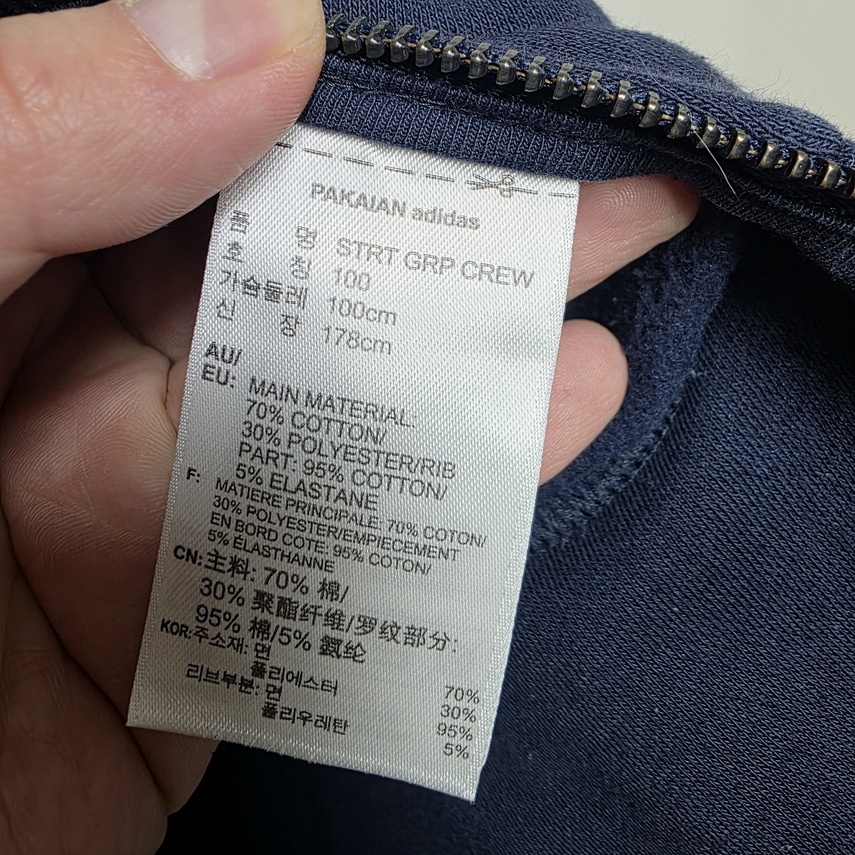 PAKAIAN adidas
품 명 STRT GRP CREW
호 칭 100
가슴둘레 100cm
신 장 178cm
AU/
EU: MAIN MATERIAL:
70% COTTON/
30% POLYESTER/RIB
PART: 95% COTTON/
5% ELASTANE
F: MATIERE PRINCIPALE: 70% COTON/
30% POLYESTER/EMPIECEMENT
EN BORD COTE: 95% COTON/
5% ÉLASTHANNE
CN:主料: 70% 棉/
30% 聚酯纤维/罗纹部分:
95% 棉/5% 氨纶
KOR:주소재: 면 70%
폴리에스터 30%
리브부분: 면 95%
폴리우레탄 5%